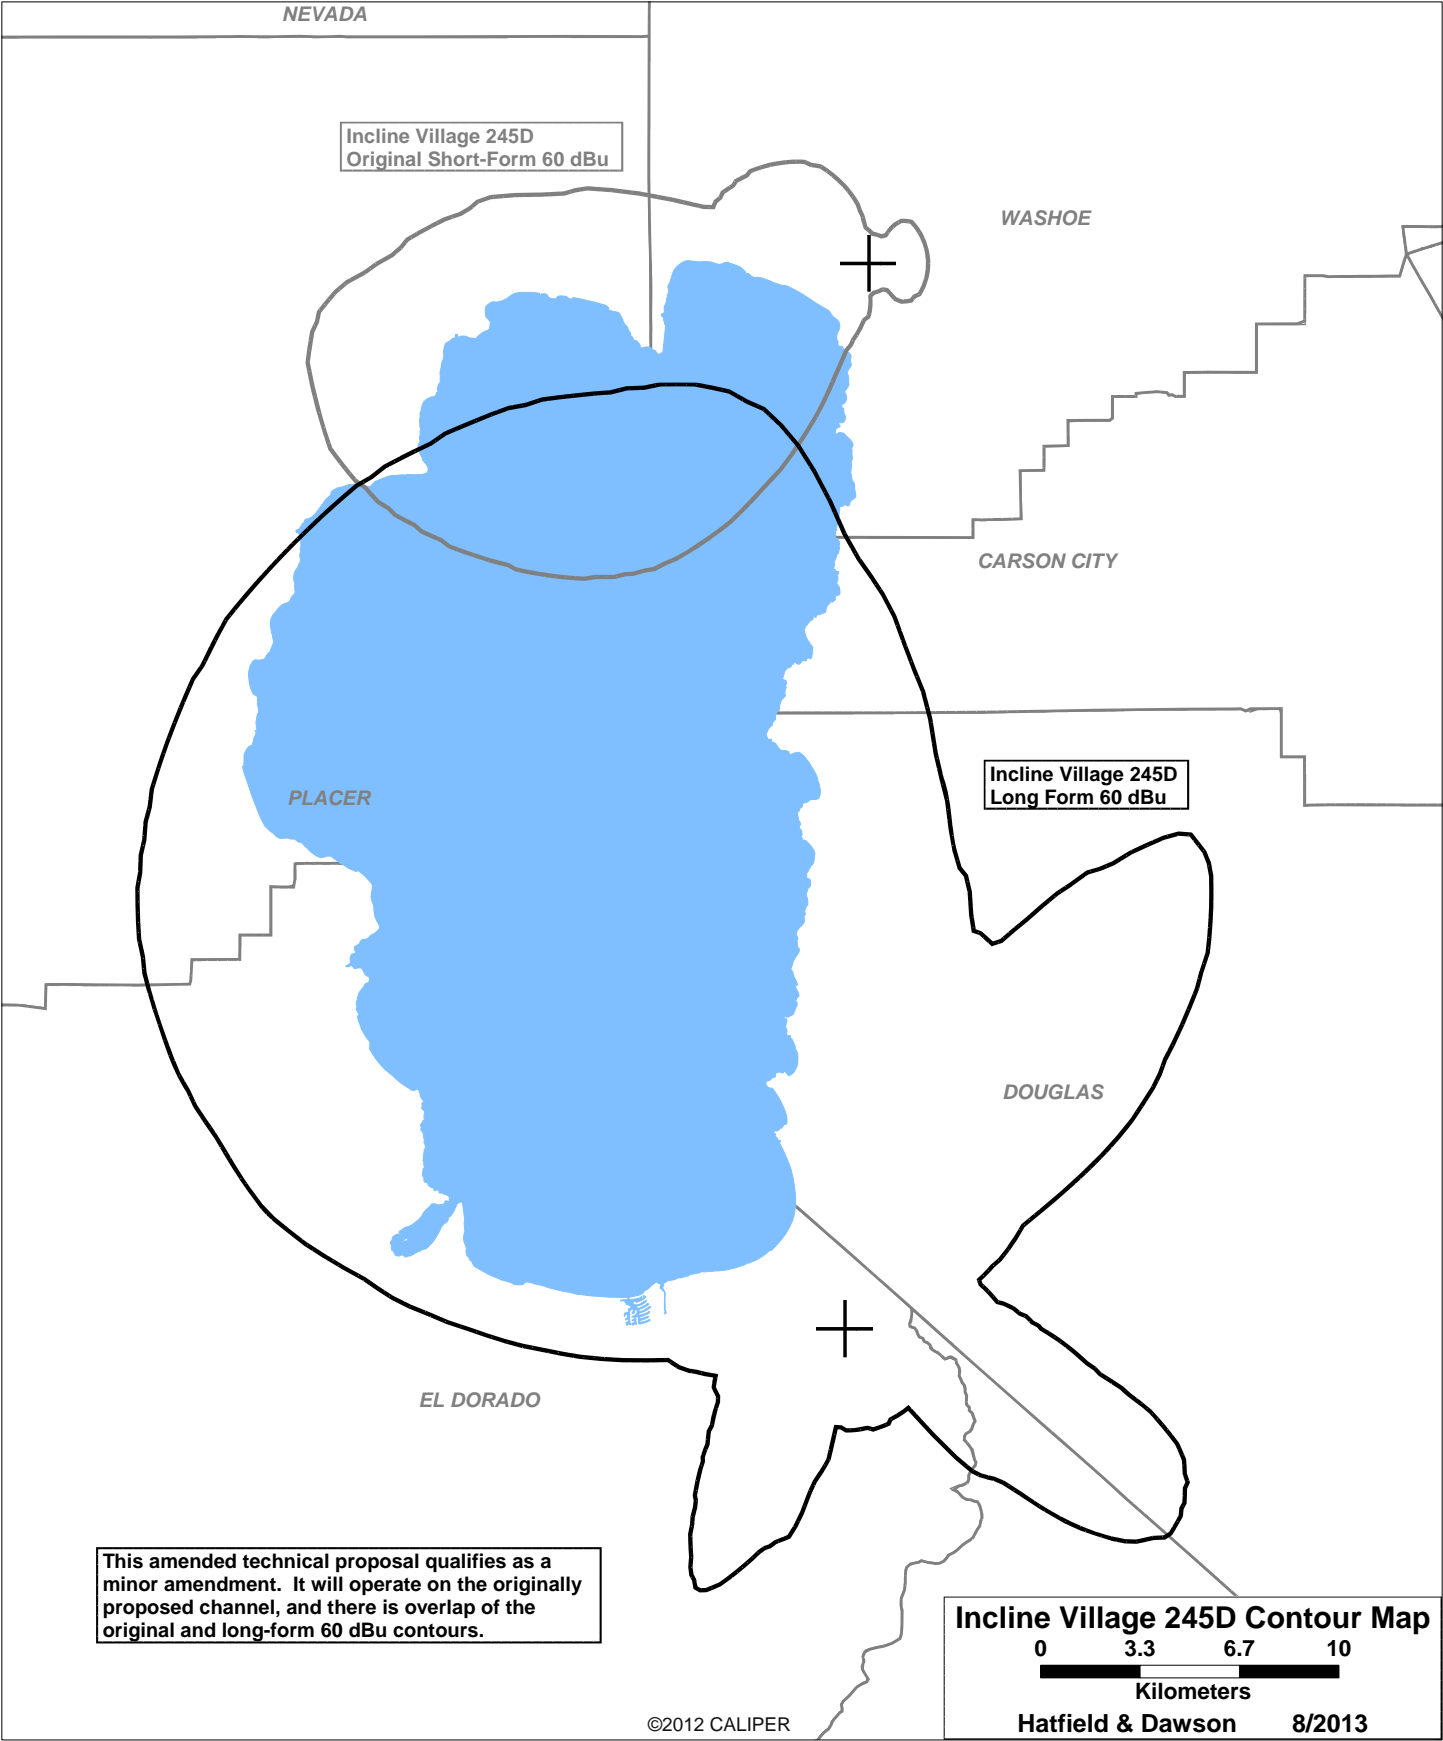 NEVADA
Incline Village 245D
Original Short-Form 60 dBu
WASHOE
CARSON CITY
Incline Village 245D
Long Form 60 dBu
PLACER
DOUGLAS
EL DORADO
This amended technical proposal qualifies as a
minor amendment.  It will operate on the originally
proposed channel, and there is overlap of the
original and long-form 60 dBu contours.
Incline Village 245D Contour Map
0 3.3 6.7 10
Kilometers
Hatfield & Dawson 8/2013
©2012 CALIPER